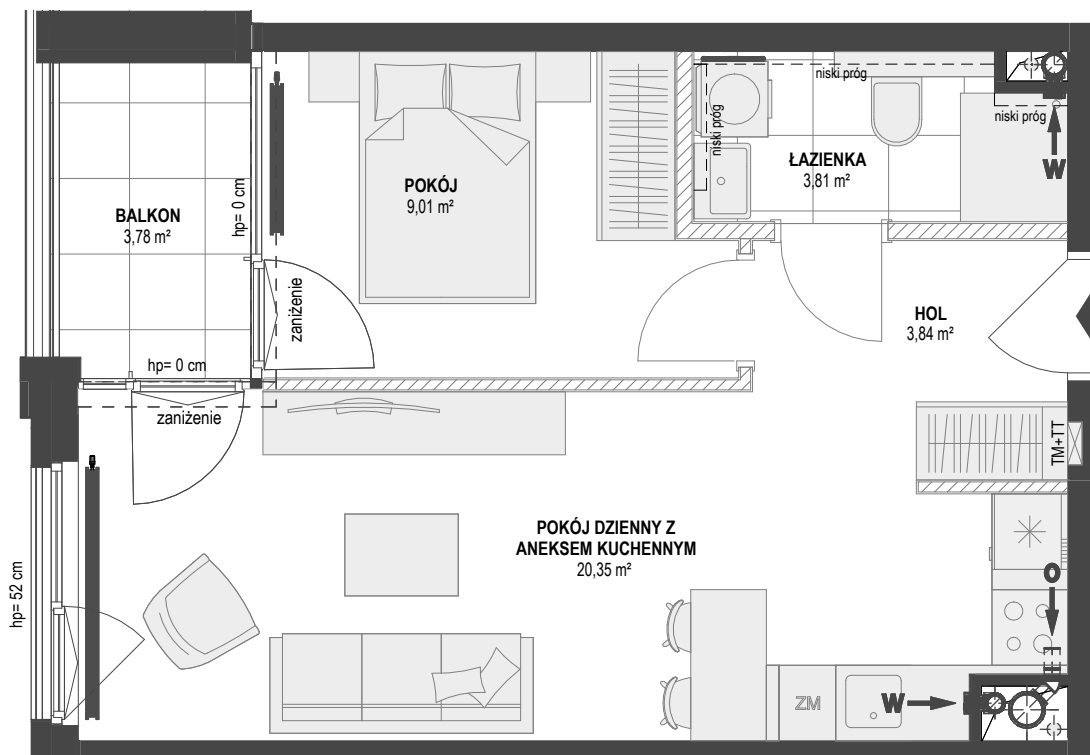 niski próg
niski próg
niski próg
W
ŁAZIENKA
3,81 m²
POKÓJ
9,01 m²
BALKON
3,78 m²
hp= 0 cm
zaniżenie
HOL
3,84 m²
hp= 0 cm
zaniżenie
TM+TT
POKÓJ DZIENNY Z
ANEKSEM KUCHENNYM
20,35 m²
hp= 52 cm
O
ZM
W